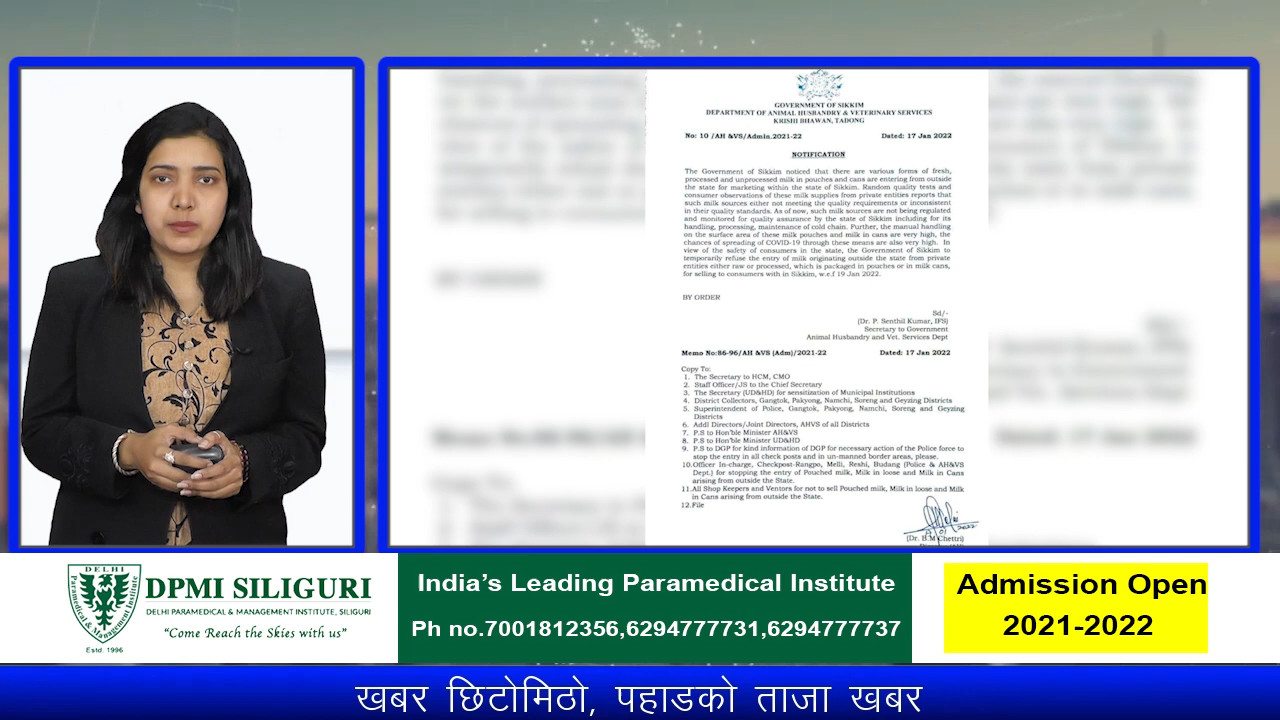 GOVERNMENT OF SIKKIM
DEPARTMENT OF ANIMAL HUSBANDRY & VETERINARY SERVICES
KRISHI BHAWAN, TADONG
No: 10 /AH &VS/Admin.2021-22 Dated: 17 Jan 2022
NOTIFICATION
The Government of Sikkim noticed that there are various forms of fresh,
processed and unprocessed milk in pouches and cans are entering from outside
the state for marketing within the state of Sikkim. Random quality tests and
consumer observations of these milk supplies from private entities reports that
such milk sources either not meeting the quality requirements or inconsistent
in their quality standards. As of now, such milk sources are not being regulated
and monitored for quality assurance by the state of Sikkim including for its
handling, processing, maintenance of cold chain. Further, the manual handling
on the surface area of these milk pouches and milk in cans are very high, the
chances of spreading of COVID-19 through these means are also very high. In
view of the safety of consumers in the state, the Government of Sikkim to
temporarily refuse the entry of milk originating outside the state from private
entities either raw or processed, which is packaged in pouches or in milk cans,
for selling to consumers with in Sikkim, w.e.f 19 Jan 2022.
BY ORDER
Sd/-
(Dr. P. Senthil Kumar, IFS)
Secretary to Government
Animal Husbandry and Vet. Services Dept
Memo No:86-96/AH &VS (Adm)/2021-22 Dated: 17 Jan 2022
Copy To:
1. The Secretary to HCM, CMO
2. Staff Officer/JS to the Chief Secretary
3. The Secretary (UD&HD) for sensitization of Municipal Institutions
4. District Collectors, Gangtok, Pakyong, Namchi, Soreng and Geyzing Districts
5. Superintendent of Police, Gangtok, Pakyong, Namchi, Soreng and Geyzing
Districts
6. Addl Directors/Joint Directors, AHVS of all Districts
7. P.S to Hon'ble Minister AH&VS
8. P.S to Hon'ble Minister UD&HD
9. P.S to DGP for kind information of DGP for necessary action of the Police force to
stop the entry in all check posts and in un-manned border areas, please.
10.Officer In-charge, Checkpost-Rangpo, Melli, Reshi, Budang (Police & AH&VS
Dept.) for stopping the entry of Pouched milk, Milk in loose and Milk in Cans
arising from outside the State.
11.All Shop Keepers and Ventors for not to sell Pouched milk, Milk in loose and Milk
in Cans arising from outside the State.
12.File
(Dr. B.M Chettri)
DELHI
Paramedical & Management Institute
Estd. 1996
DPMI SILIGURI
DELHI PARAMEDICAL & MANAGEMENT INSTITUTE, SILIGURI
“Come Reach the Skies with us”
India’s Leading Paramedical Institute
Ph no.7001812356,6294777731,6294777737
Admission Open
2021-2022
खबर छिटोमिठो, पहाडको ताजा खबर